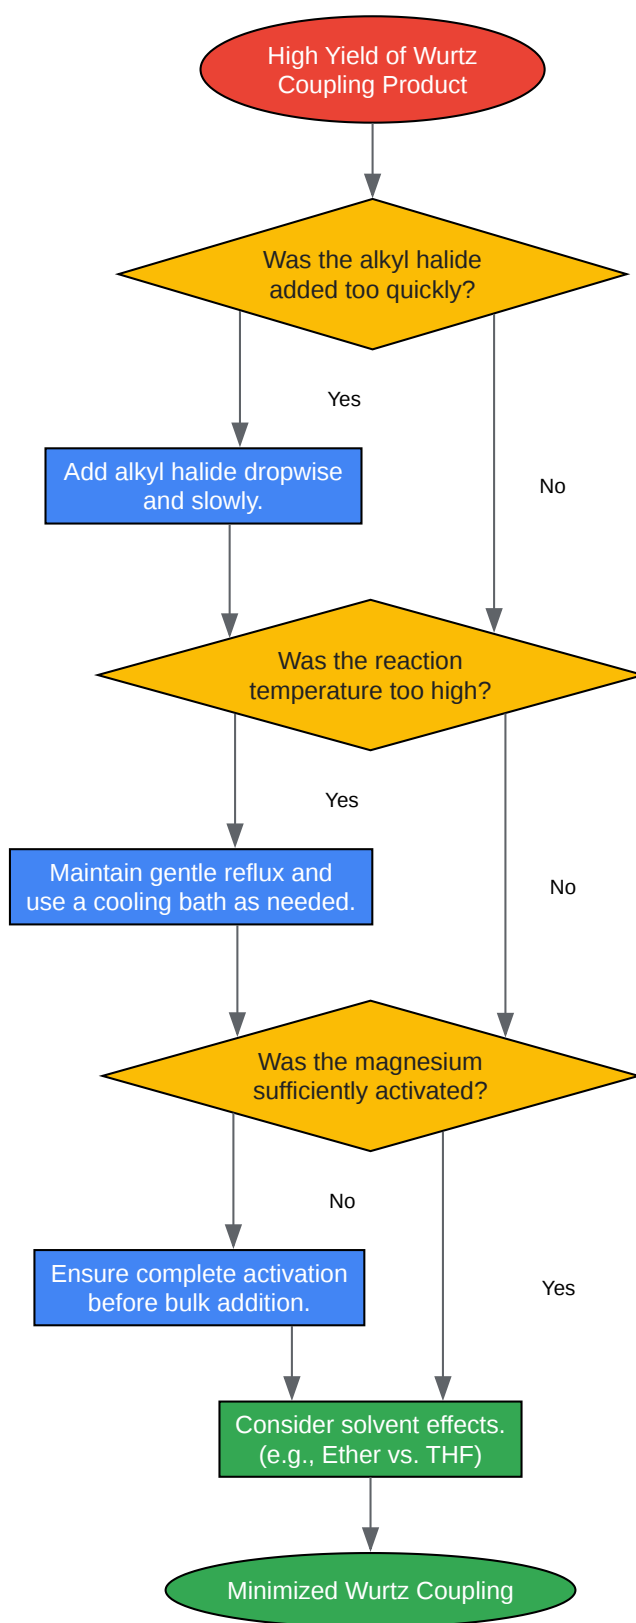 High Yield of Wurtz
Coupling Product
Was the alkyl halide
added too quickly?
Yes
Add alkyl halide dropwise
and slowly.
No
Was the reaction
temperature too high?
Yes
Maintain gentle reflux and
use a cooling bath as needed.
No
Was the magnesium
sufficiently activated?
No
Ensure complete activation
before bulk addition.
Yes
Consider solvent effects.
(e.g., Ether vs. THF)
Minimized Wurtz Coupling